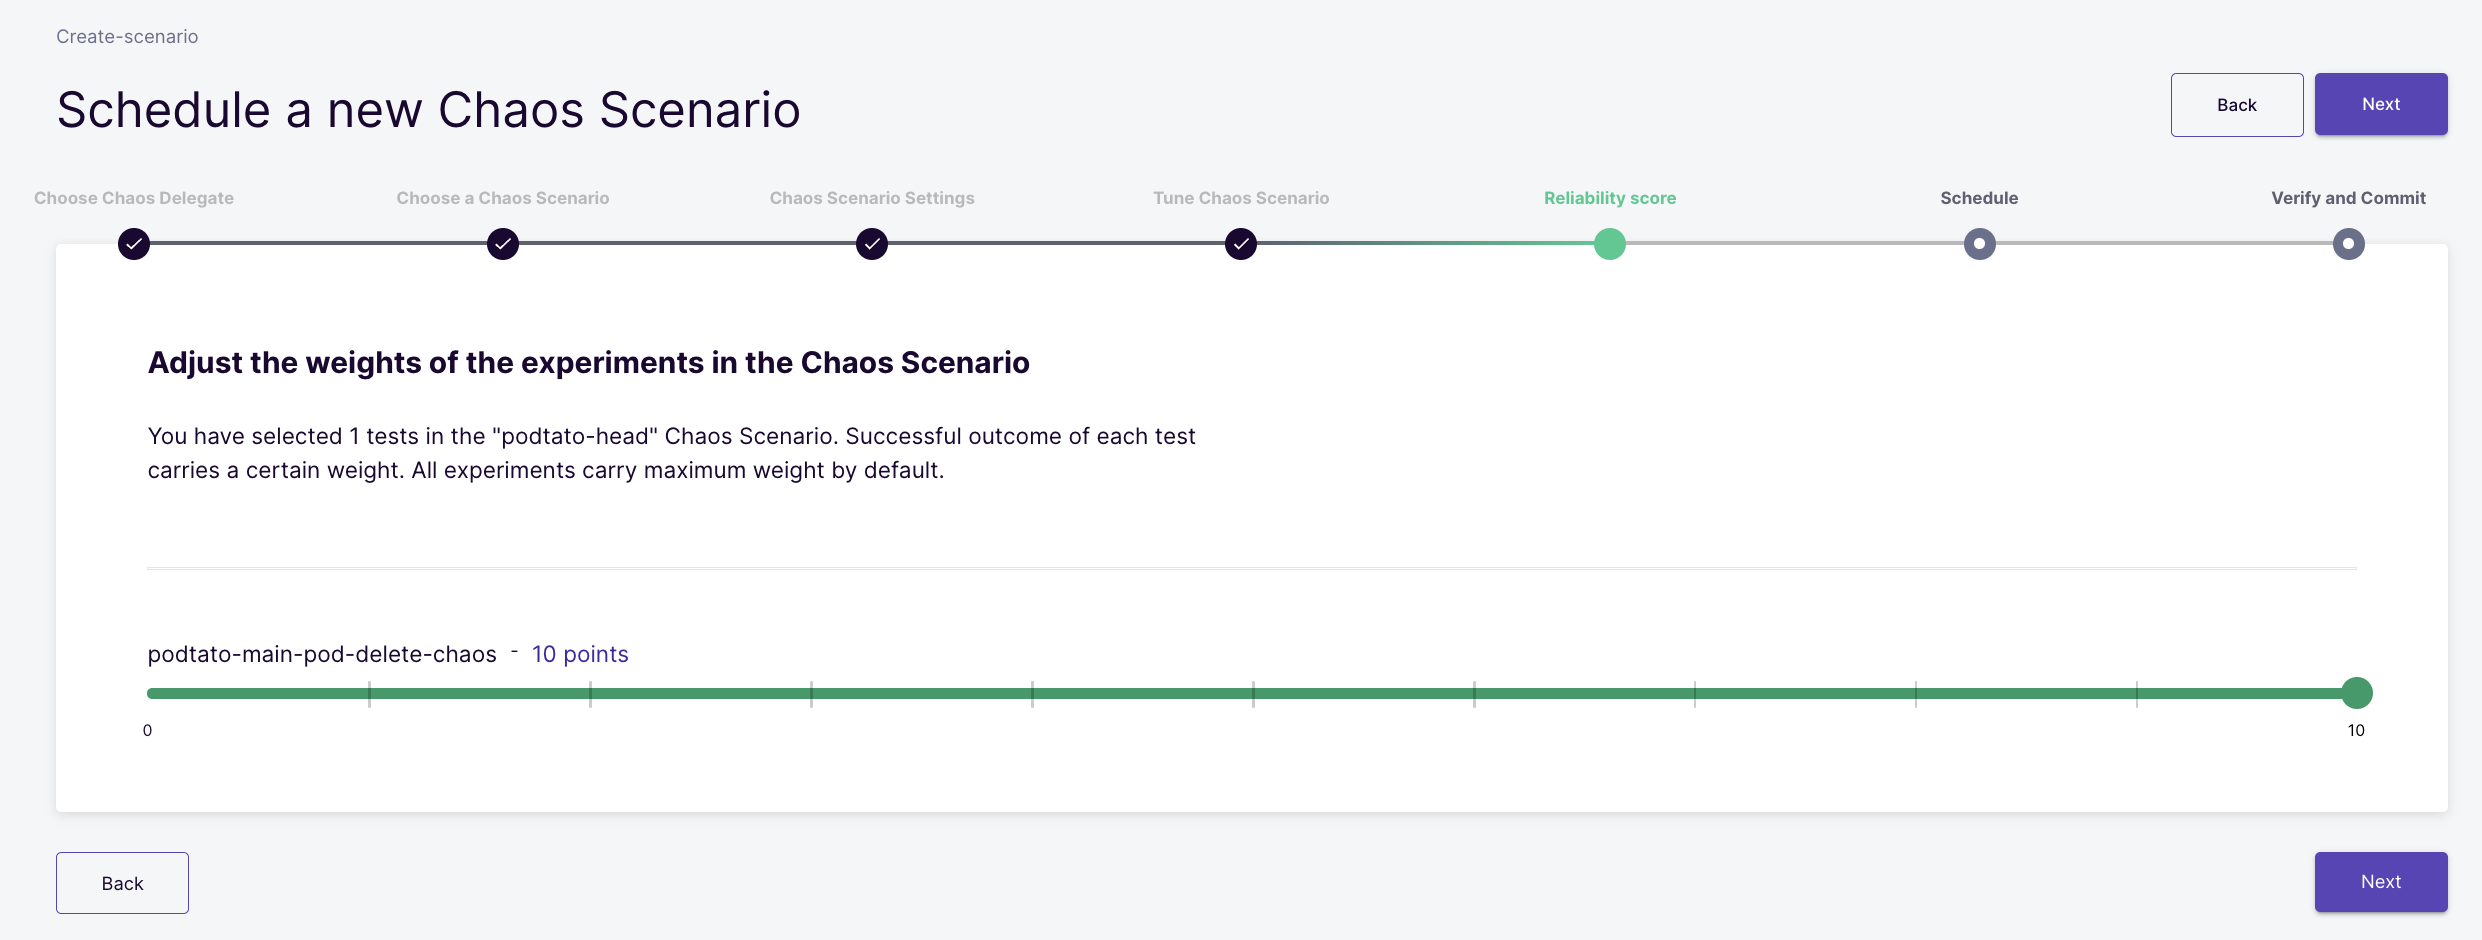 Create-scenario
Schedule a new Chaos Scenario
Back
Next
Choose Chaos Delegate
Choose a Chaos Scenario
Chaos Scenario Settings
Tune Chaos Scenario
Reliability score
Schedule
Verify and Commit
Adjust the weights of the experiments in the Chaos Scenario
You have selected 1 tests in the "podtato-head" Chaos Scenario. Successful outcome of each test
carries a certain weight. All experiments carry maximum weight by default.
podtato-main-pod-delete-chaos - 10 points
0
10
Back
Next